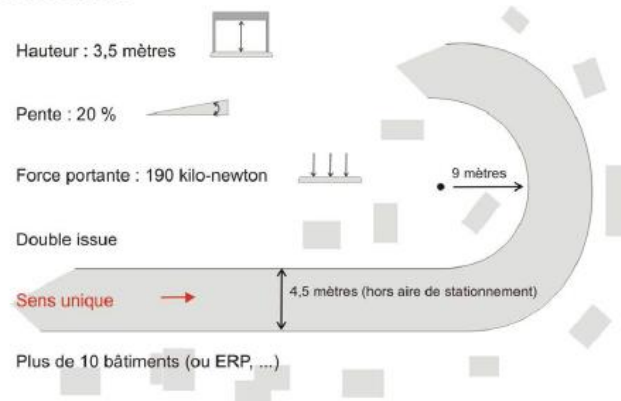 Hauteur : 3,5 mètres
Pente : 20 %
Force portante : 190 kilo-newton
9 mètres
Double issue
Sens unique
4,5 mètres (hors aire de stationnement)
Plus de 10 bâtiments (ou ERP, ...)